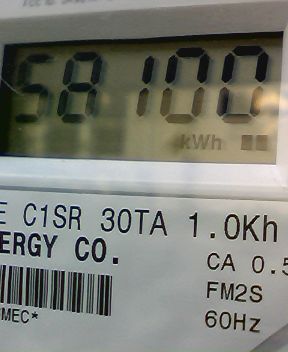 58100
kWh
E C1SR 30TA 1.0Kh
ERGY CO.
CA 0.5
FM2S
MEC*
60Hz